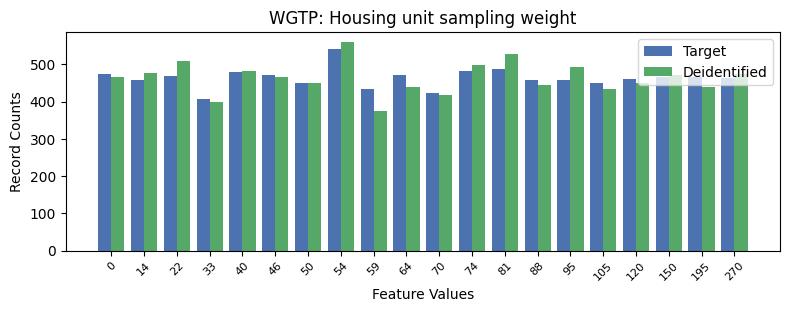 WGTP: Housing unit sampling weight
Target
Deidentified
Record Counts
500
400
300
200
100
0
0 14 22 33 40 46 50 54 59 64 70 74 81 88 95 105 120 150 195 270
Feature Values